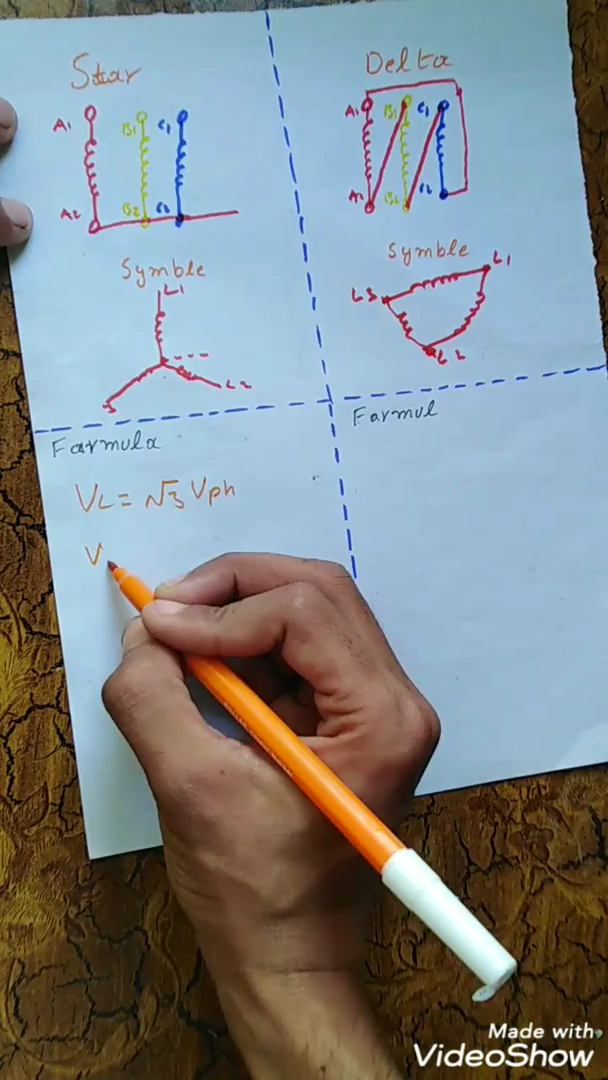 Star
A1 B1 C1
A2 B2 C2
Symble
L1
L2
3
Farmula
VL = √3 Vph
V
Delta
A1 B1 C1
A2 B2 C2
Symble
L1
L3
L2
Farmul
Made with
VideoShow